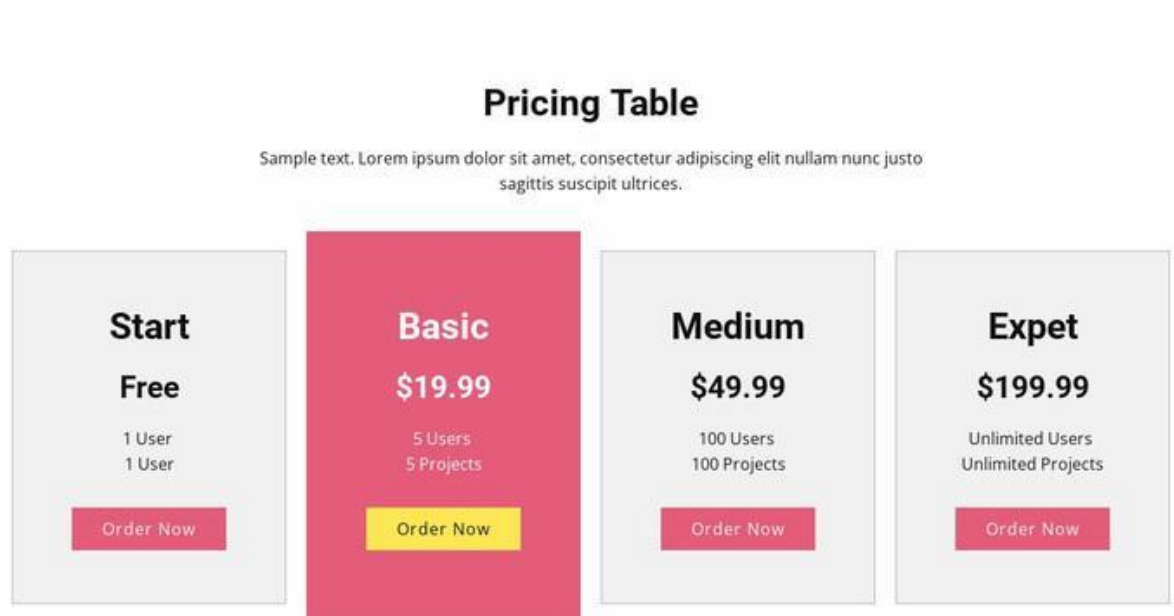 Pricing Table
Sample text. Lorem ipsum dolor sit amet, consectetur adipiscing elit nullam nunc justo
sagittis suscipit ultrices.
Start
Free
1 User
1 User
Order Now
Basic
$19.99
5 Users
5 Projects
Order Now
Medium
$49.99
100 Users
100 Projects
Order Now
Expet
$199.99
Unlimited Users
Unlimited Projects
Order Now